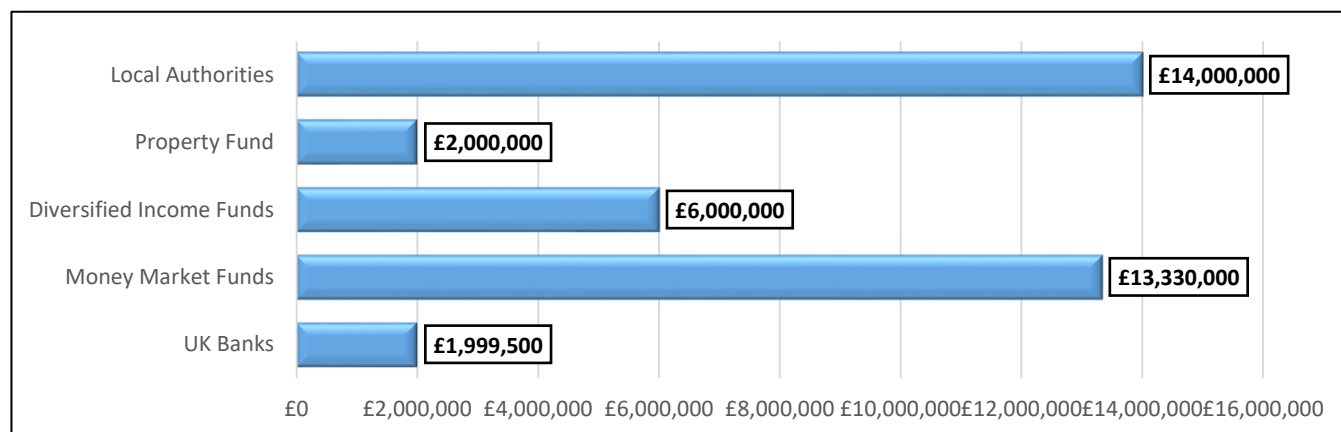 Local Authorities £14,000,000
Property Fund £2,000,000
Diversified Income Funds £6,000,000
Money Market Funds £13,330,000
UK Banks £1,999,500
£0 £2,000,000 £4,000,000 £6,000,000 £8,000,000 £10,000,000 £12,000,000 £14,000,000 £16,000,000